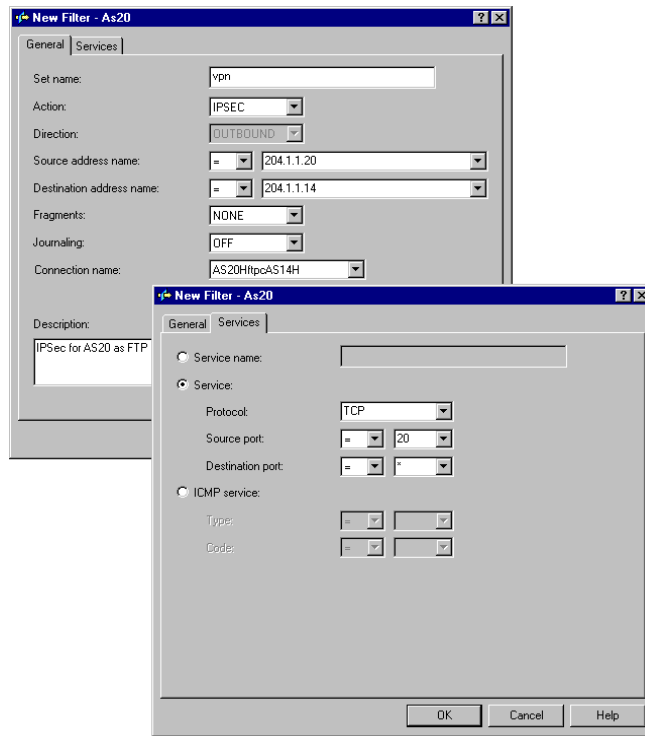 New Filter - As20
General Services
Set name: vpn
Action: IPSEC
Direction: OUTBOUND
Source address name: = 204.1.1.20
Destination address name: = 204.1.1.14
Fragments: NONE
Journaling: OFF
Connection name: AS20HftpcAS14H
Description:
IPSec for AS20 as FTP
New Filter - As20
General Services
Service name:
Service:
Protocol: TCP
Source port: = 20
Destination port: = *
ICMP service:
Type: =
Code: =
OK Cancel Help